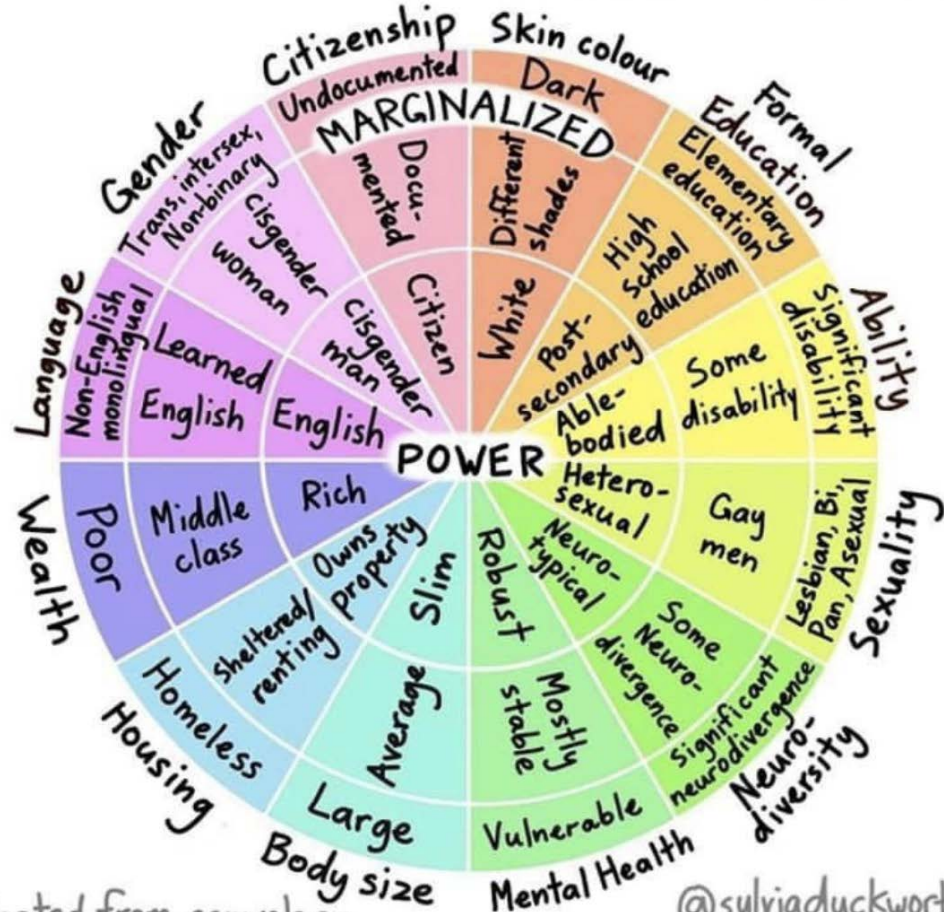 Citizenship
Undocumented
Docu-
mented
Citizen
Skin colour
Dark
Different
shades
White
Formal
Education
Elementary
education
High
school
education
Post-
secondary
Ability
Significant
disability
Some
disability
Able-
bodied
Sexuality
Lesbian, Bi,
Pan, Asexual
Gay
men
Hetero-
sexual
Neuro-
diversity
Significant
neurodivergence
Some
Neuro-
divergence
Neuro-
typical
Mental Health
Vulnerable
Mostly
stable
Robust
Body size
Large
Average
Slim
Housing
Homeless
Sheltered/
renting
Owns
property
Wealth
Poor
Middle
class
Rich
Language
Non-English
monolingual
Learned
English
English
Gender
Trans, intersex,
Non-binary
cisgender
woman
cisgender
man
MARGINALIZED
POWER
@sylviaduckwort